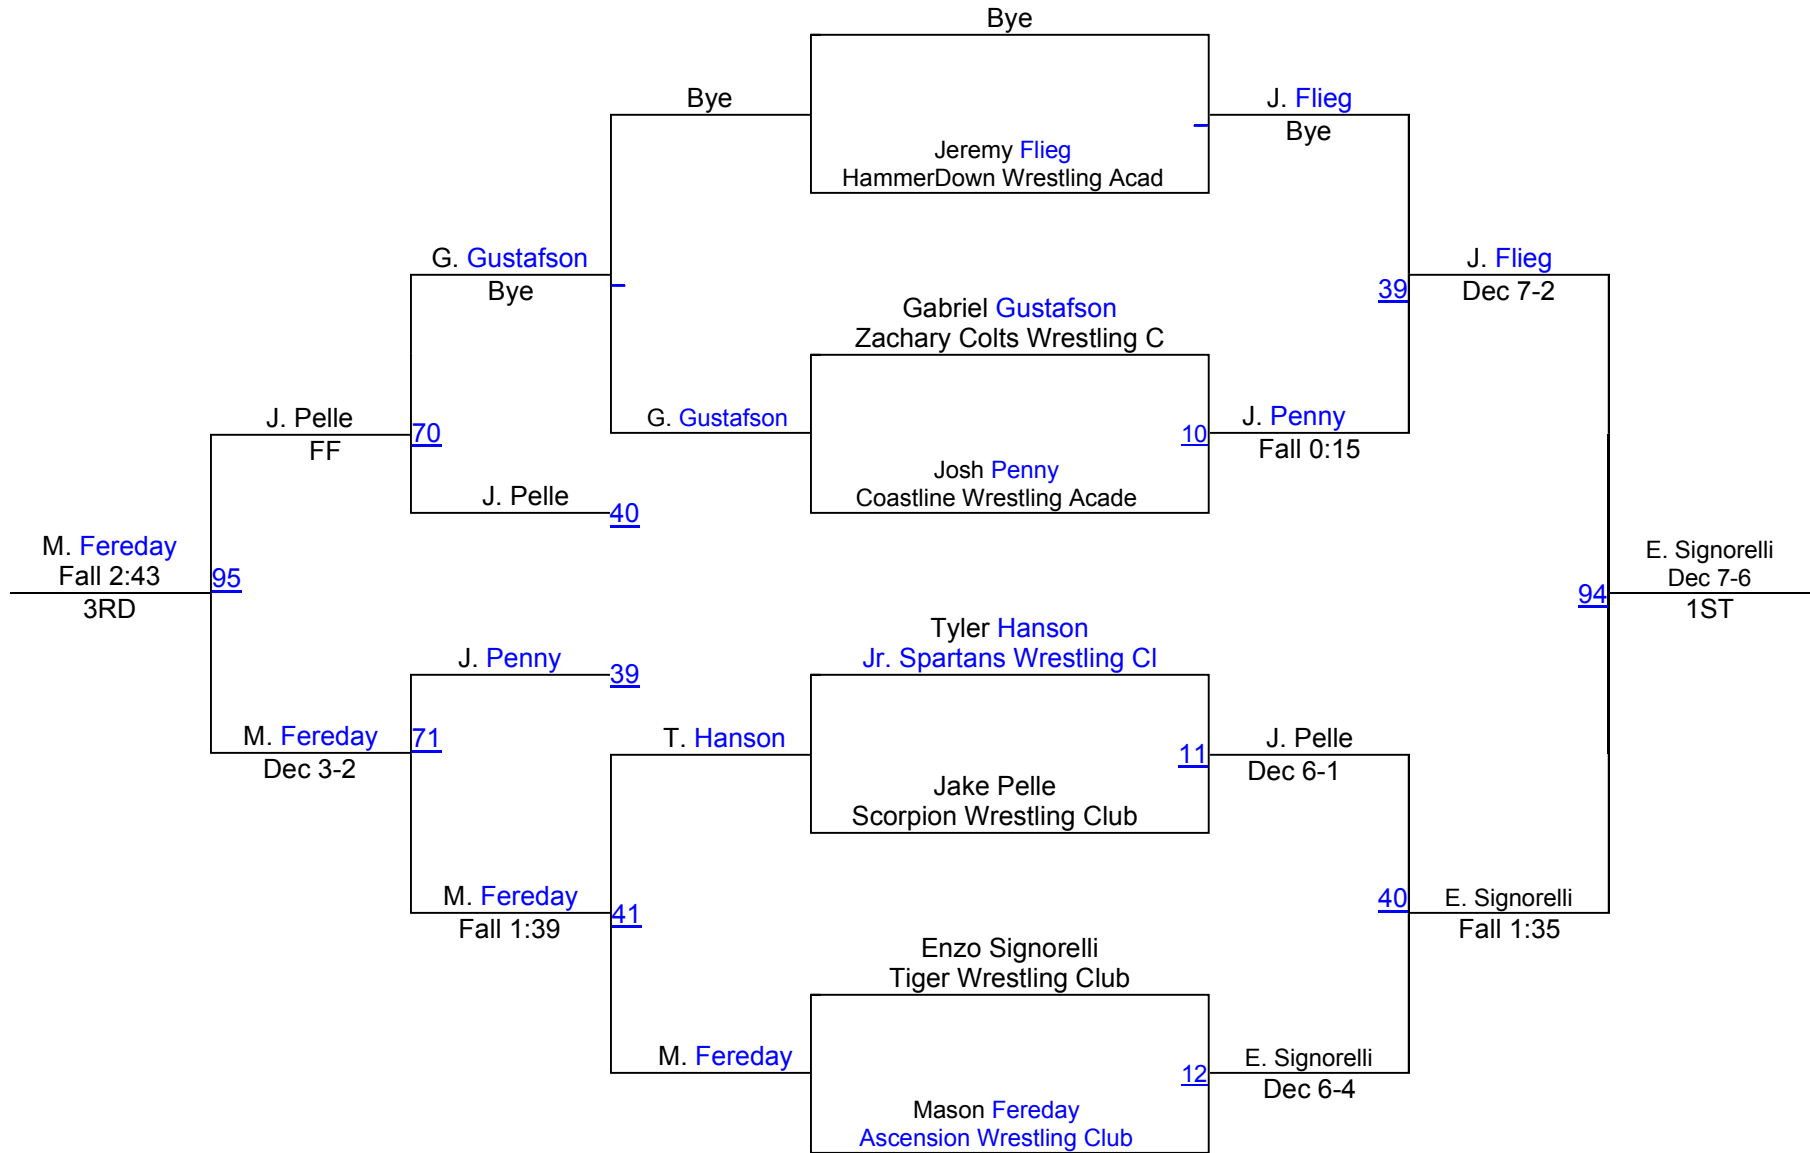 Bye
Bye
J. Flieg
Bye
Jeremy Flieg
HammerDown Wrestling Acad
G. Gustafson
Bye
J. Flieg
Dec 7-2
39
Gabriel Gustafson
Zachary Colts Wrestling C
J. Pelle
FF
70
G. Gustafson
10
J. Penny
Fall 0:15
Josh Penny
Coastline Wrestling Acade
J. Pelle
40
M. Fereday
Fall 2:43
3RD
95
E. Signorelli
Dec 7-6
1ST
94
Tyler Hanson
Jr. Spartans Wrestling Cl
J. Penny
39
M. Fereday
Dec 3-2
71
T. Hanson
11
J. Pelle
Dec 6-1
Jake Pelle
Scorpion Wrestling Club
M. Fereday
Fall 1:39
41
40
E. Signorelli
Fall 1:35
Enzo Signorelli
Tiger Wrestling Club
M. Fereday
12
E. Signorelli
Dec 6-4
Mason Fereday
Ascension Wrestling Club